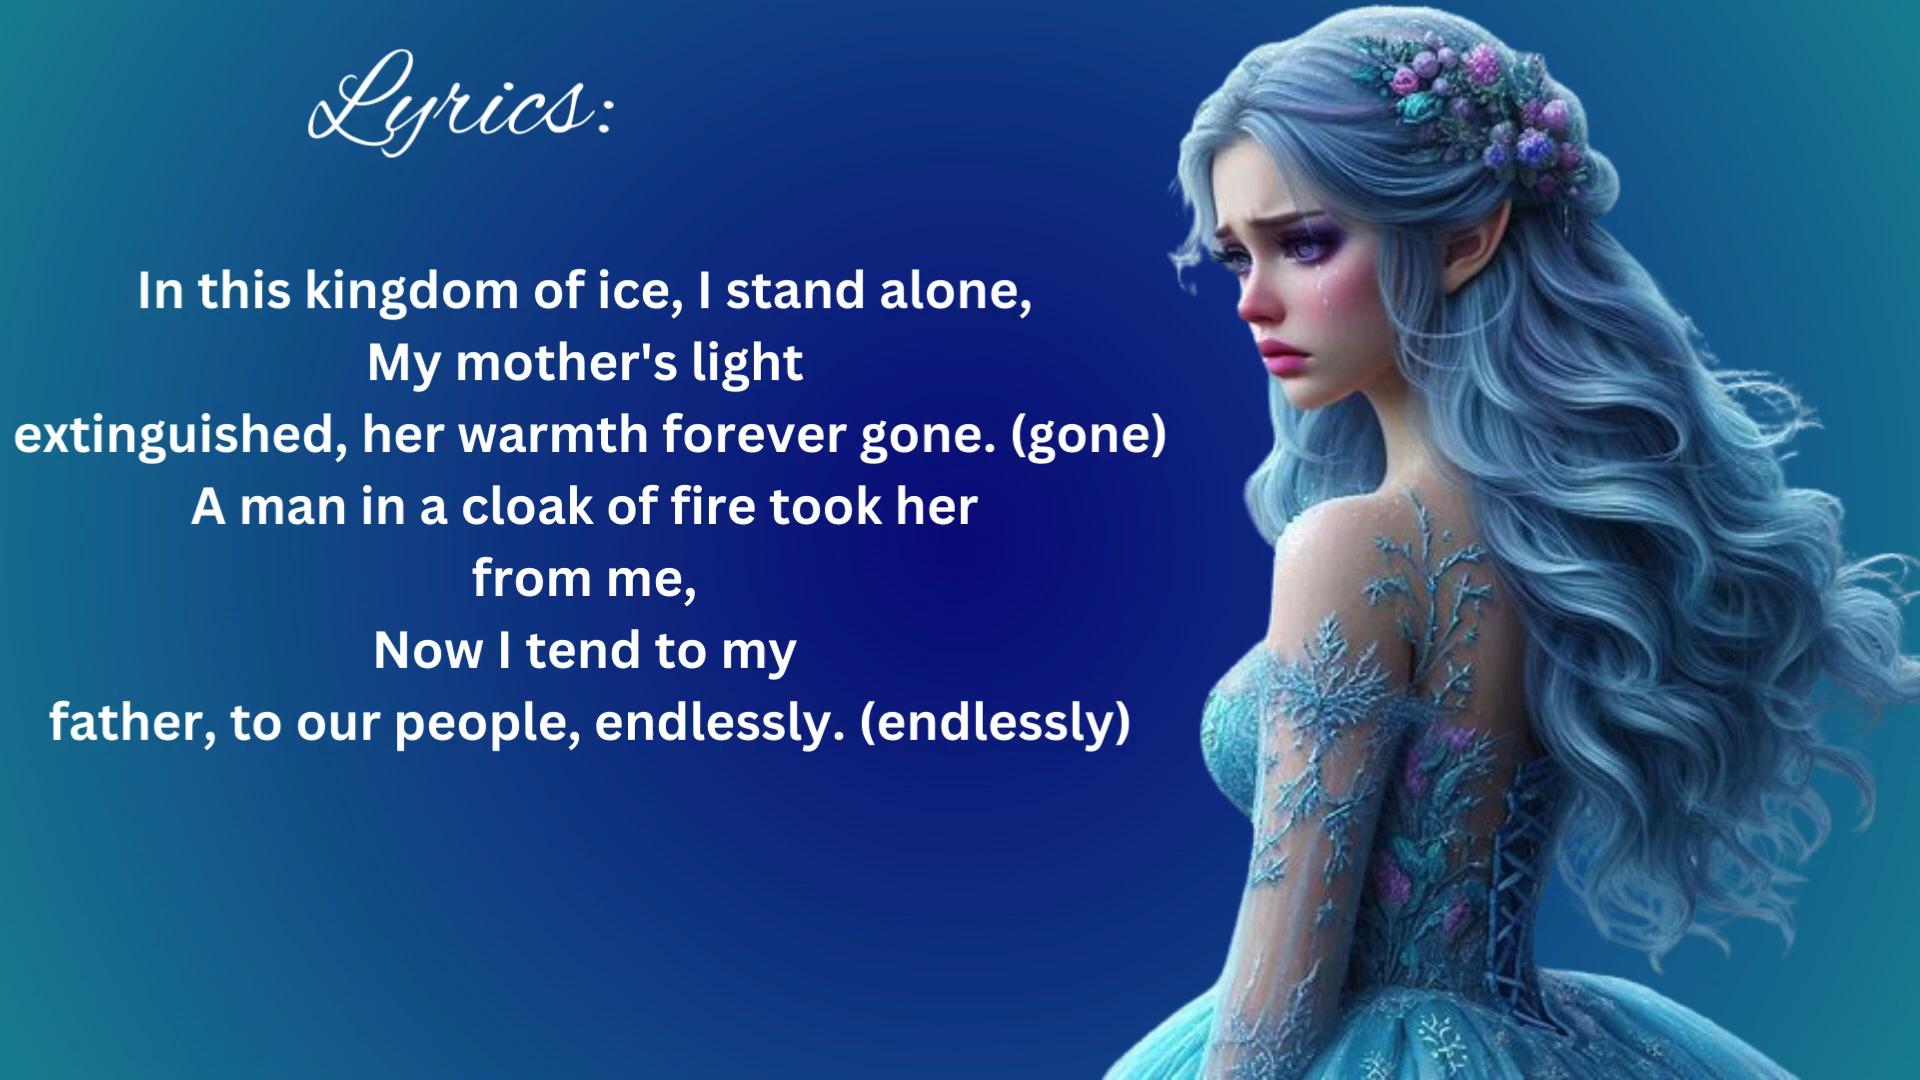 Lyrics:
In this kingdom of ice, I stand alone,
My mother's light
extinguished, her warmth forever gone. (gone)
A man in a cloak of fire took her
from me,
Now I tend to my
father, to our people, endlessly. (endlessly)